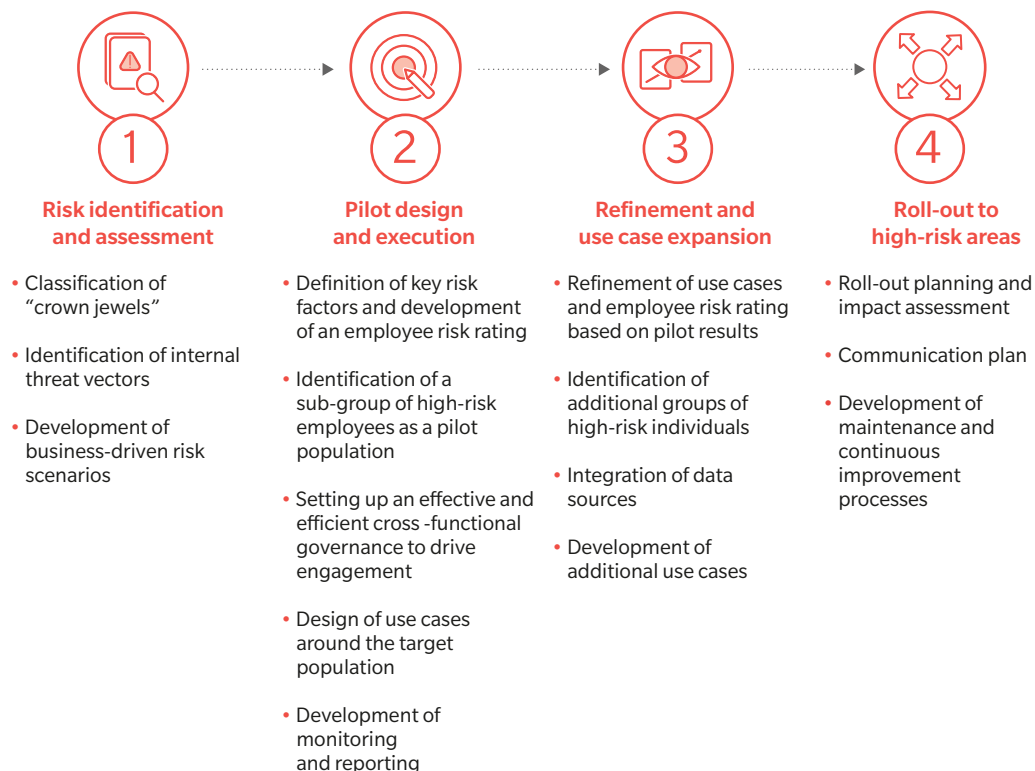 1
Risk identification
and assessment
• Classification of
“crown jewels”
• Identification of internal
threat vectors
• Development of
business-driven risk
scenarios
2
Pilot design
and execution
• Definition of key risk
factors and development
of an employee risk rating
• Identification of a
sub-group of high-risk
employees as a pilot
population
• Setting up an effective and
efficient cross -functional
governance to drive
engagement
• Design of use cases
around the target
population
• Development of
monitoring
and reporting
3
Refinement and
use case expansion
• Refinement of use cases
and employee risk rating
based on pilot results
• Identification of
additional groups of
high-risk individuals
• Integration of data
sources
• Development of
additional use cases
4
Roll-out to
high-risk areas
• Roll-out planning and
impact assessment
• Communication plan
• Development of
maintenance and
continuous
improvement
processes